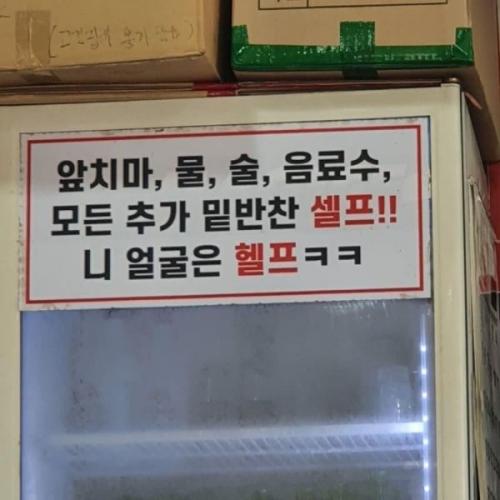 앞치마, 물, 술, 음료수,
모든 추가 밑반찬 셀프!!
니 얼굴은 헬프ㅋㅋ